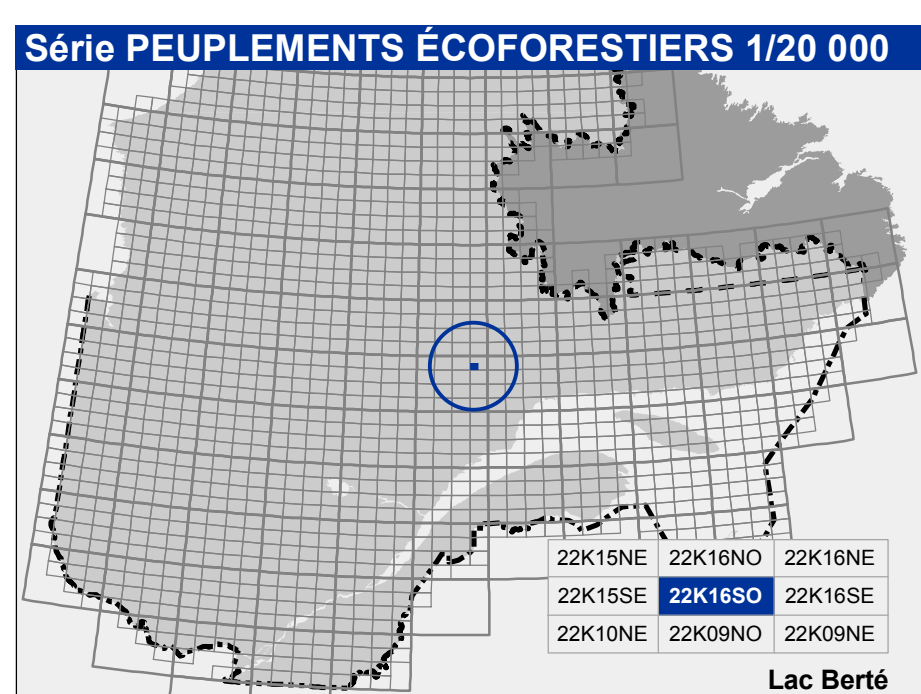 Série PEUPLEMENTS ÉCOFORESTIERS 1/20 000
22K15NE 22K16NO 22K16NE
22K15SE 22K16SO 22K16SE
22K10NE 22K09NO 22K09NE
Lac Berté